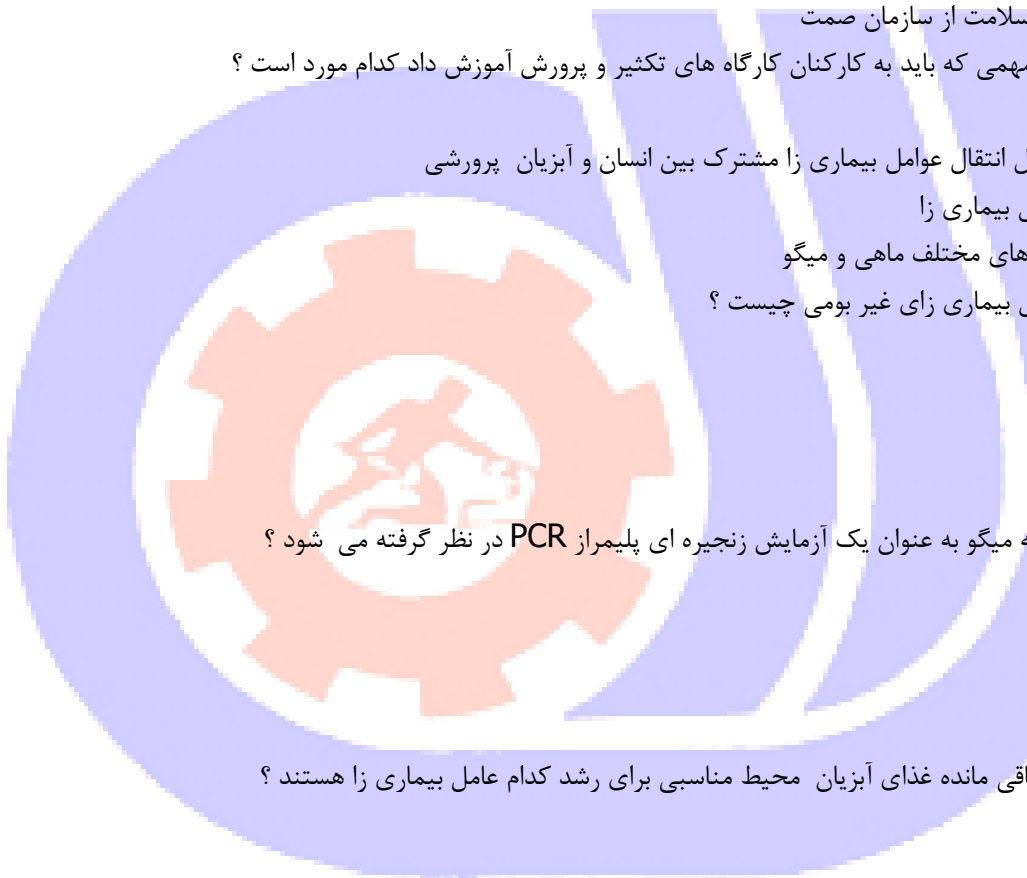 سلامت از سازمان صمت
مهمی که باید به کارکنان کارگاه های تکثیر و پرورش آموزش داد کدام مورد است ؟
ل انتقال عوامل بیماری زا مشترک بین انسان و آبزیان پرورشی
بیماری زا
های مختلف ماهی و میگو
بیماری زای غیر بومی چیست ؟
میگو به عنوان یک آزمایش زنجیره ای پلیمراز PCR در نظر گرفته می شود ؟
باقی مانده غذای آبزیان محیط مناسبی برای رشد کدام عامل بیماری زا هستند ؟